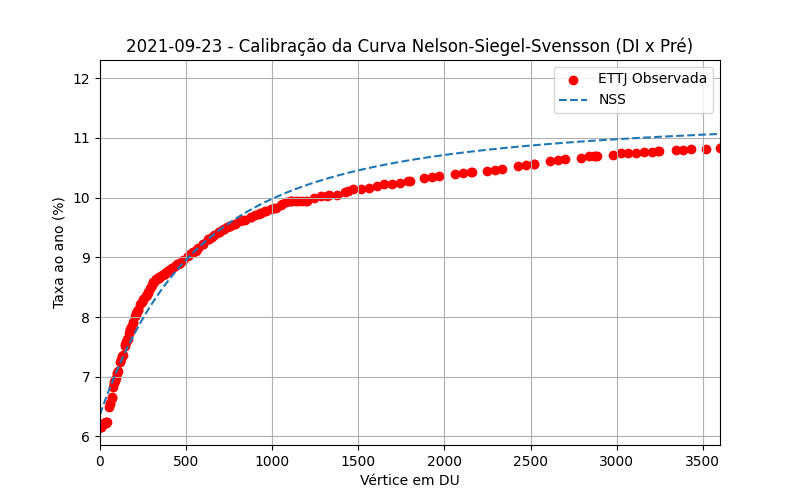 2021-09-23 - Calibração da Curva Nelson-Siegel-Svensson (DI x Pré)
ETTJ Observada
NSS
Taxa ao ano (%)
12
11
10
9
8
7
6
0 500 1000 1500 2000 2500 3000 3500
Vértice em DU